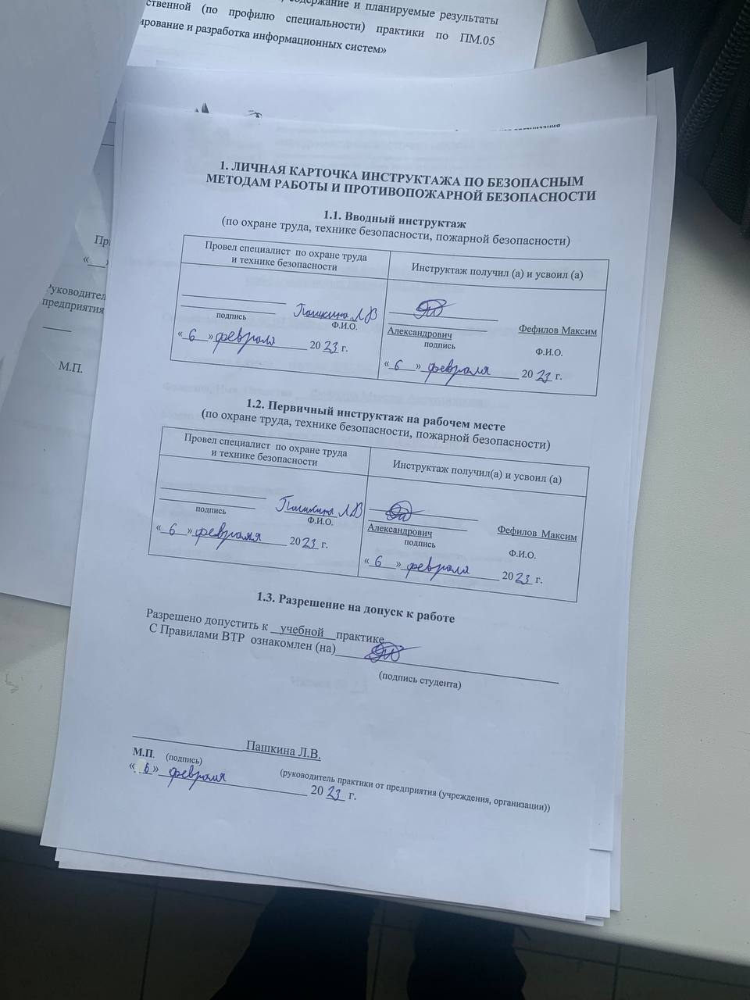 содержание и планируемые результаты
ственной (по профилю специальности) практики по ПМ.05
ирование и разработка информационных систем»
«___»
Руководител
предприятия
М.П.
1. ЛИЧНАЯ КАРТОЧКА ИНСТРУКТАЖА ПО БЕЗОПАСНЫМ
МЕТОДАМ РАБОТЫ И ПРОТИВОПОЖАРНОЙ БЕЗОПАСНОСТИ
1.1. Вводный инструктаж
(по охране труда, технике безопасности, пожарной безопасности)
Провел специалист по охране труда
и технике безопасности
Пашкина Л В
подпись
Ф.И.О.
«6» февраля 2023 г.
Инструктаж получил (а) и усвоил (а)
Фефилов Максим
Александрович
подпись
Ф.И.О.
«6» февраля 2023 г.
1.2. Первичный инструктаж на рабочем месте
(по охране труда, технике безопасности, пожарной безопасности)
Провел специалист по охране труда
и технике безопасности
Пашкина Л В
подпись
Ф.И.О.
«6» февраля 2023 г.
Инструктаж получил(а) и усвоил (а)
Фефилов Максим
Александрович
подпись
Ф.И.О.
«6» февраля 2023 г.
1.3. Разрешение на допуск к работе
Разрешено допустить к учебной практике
С Правилами ВТР ознакомлен (на)
(подпись студента)
Пашкина Л.В.
М.П. (подпись)
(руководитель практики от предприятия (учреждения, организации))
«6» февраля 2023 г.